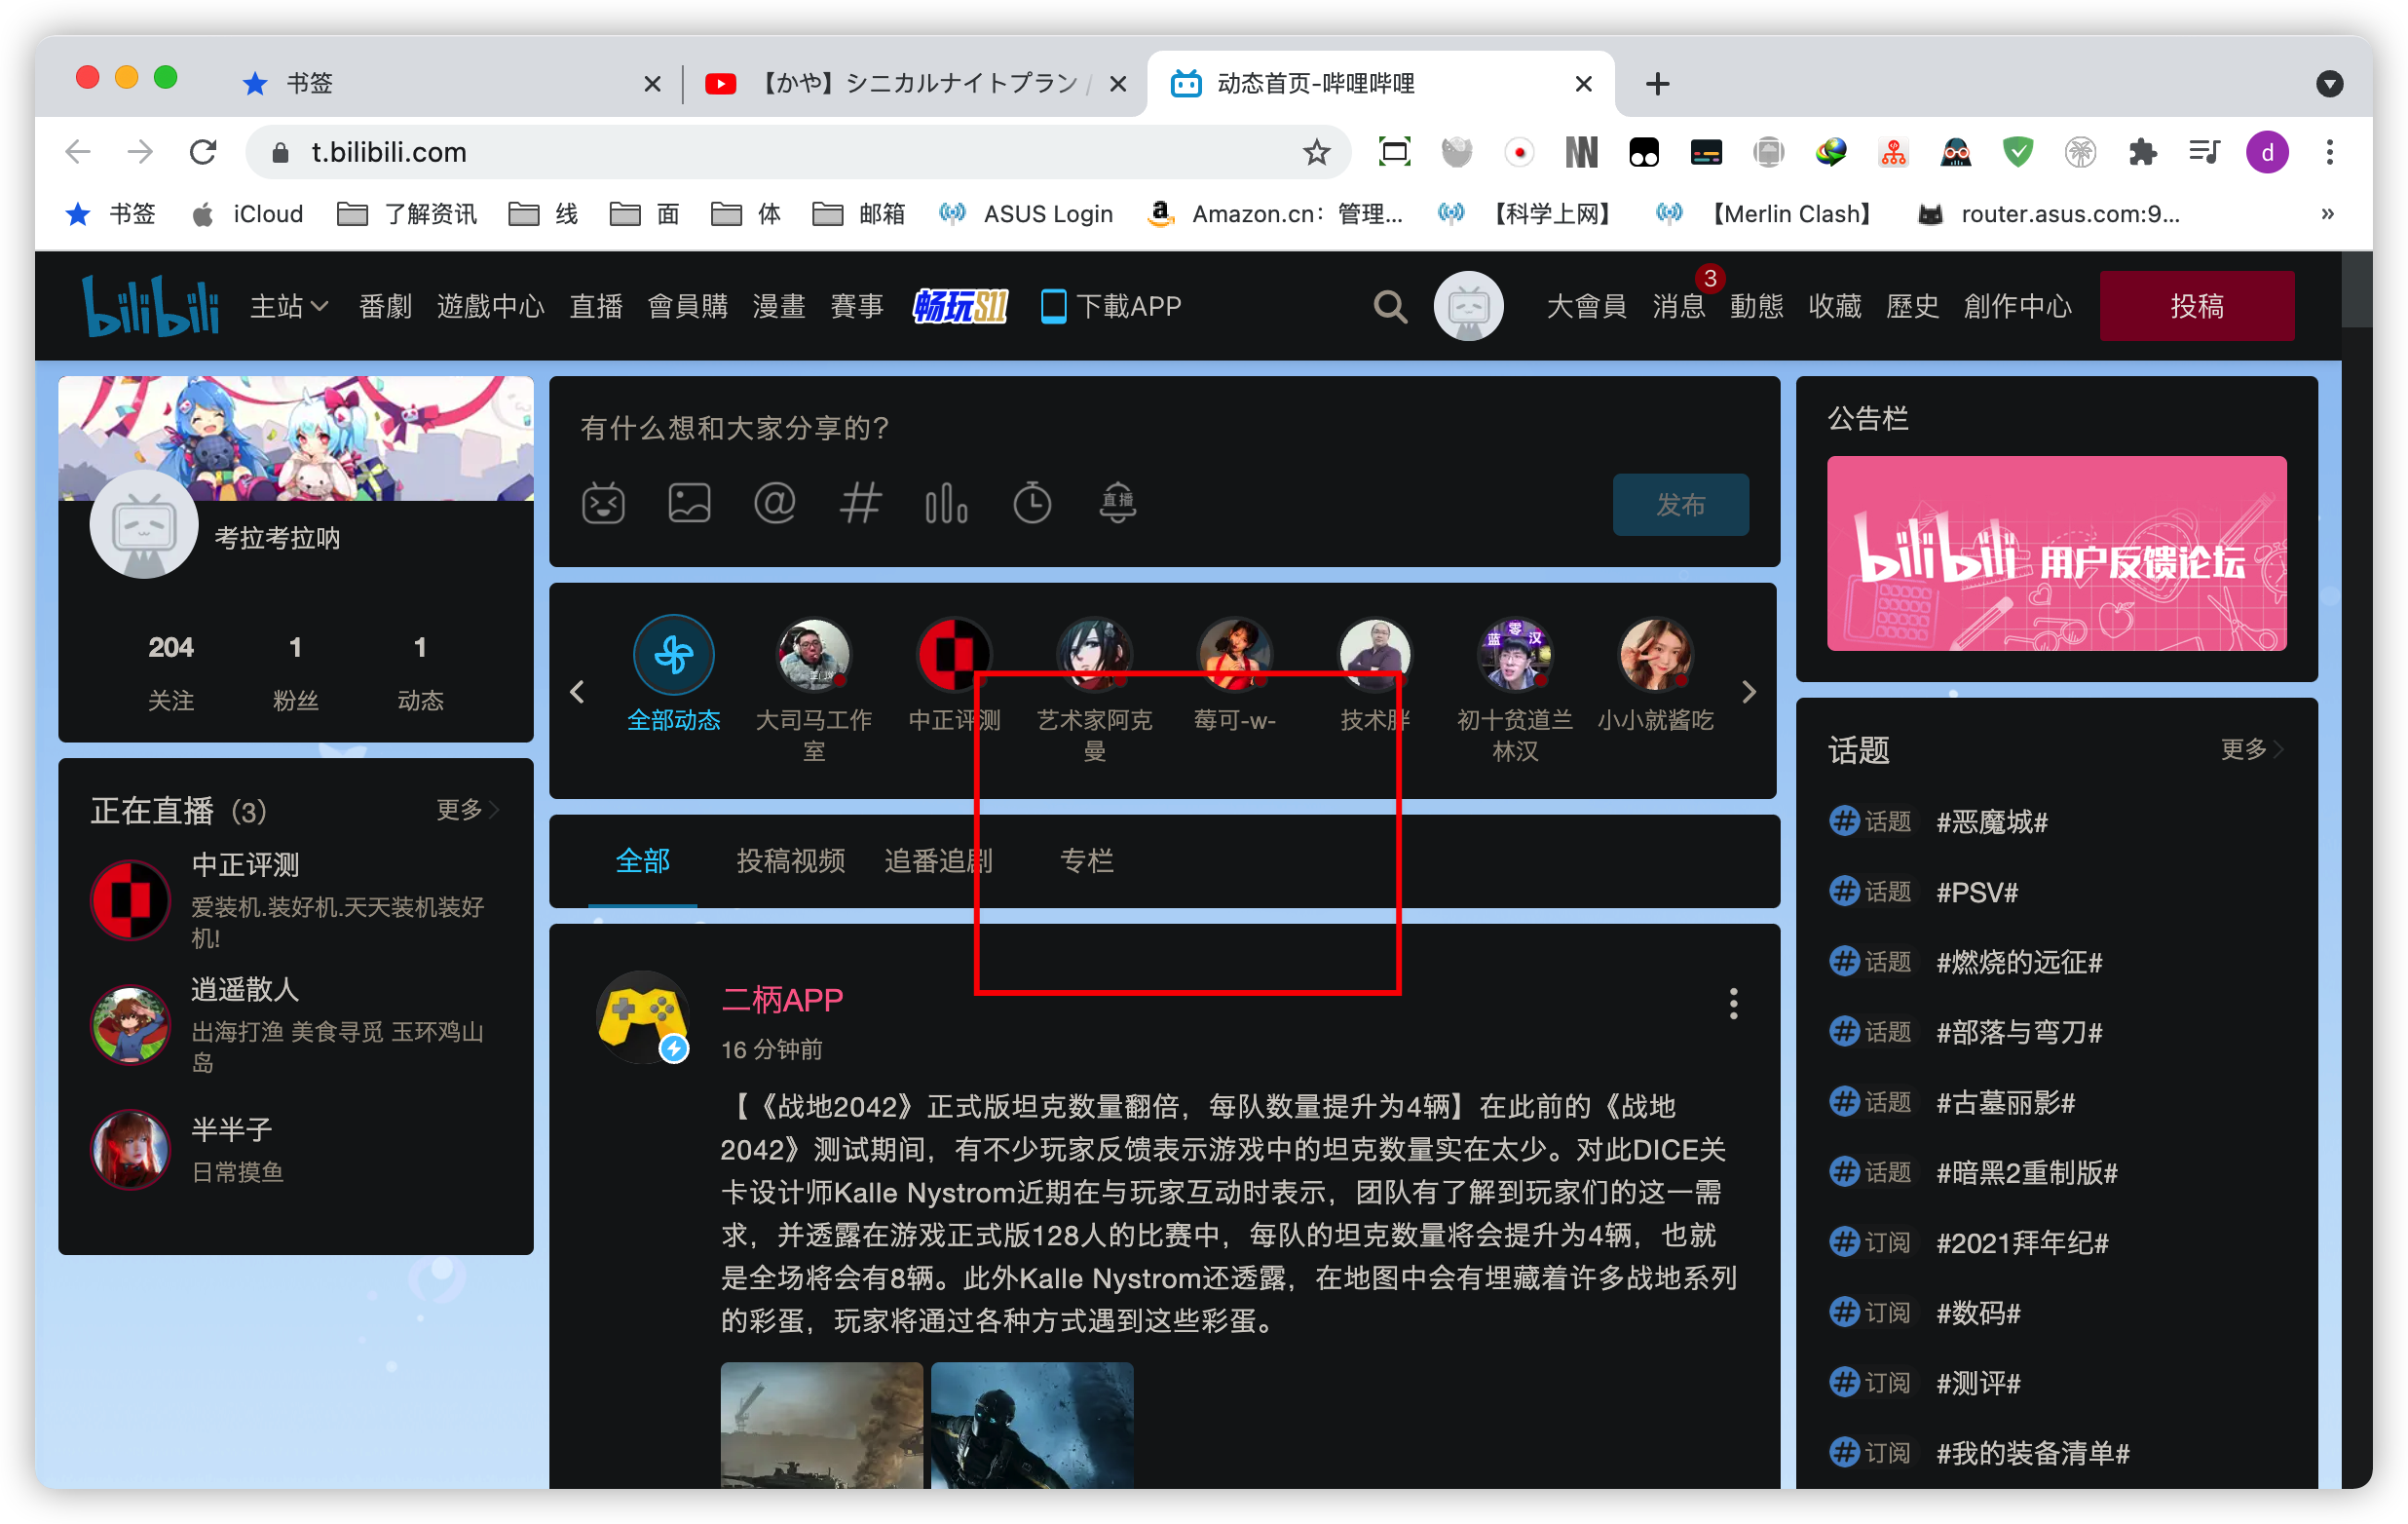 书签
【かや】シニカルナイトプラン /
动态首页-哔哩哔哩
t.bilibili.com
d
书签
iCloud
了解资讯
线
面
体
邮箱
ASUS Login
Amazon.cn：管理...
【科学上网】
【Merlin Clash】
router.asus.com:9...
»
bilibili
主站
番劇
遊戲中心
直播
會員購
漫畫
賽事
畅玩S11
下載APP
大會員
消息
3
動態
收藏
歷史
創作中心
投稿
考拉考拉呐
204
1
1
关注
粉丝
动态
正在直播（3）
更多
中正评测
爱装机.装好机.天天装机装好
机!
逍遥散人
出海打渔 美食寻觅 玉环鸡山
岛
半半子
日常摸鱼
有什么想和大家分享的?
直播
发布
蓝零汉
全部动态
大司马工作
室
中正评测
艺术家阿克
曼
莓可-w-
技术胖
初十贫道兰
林汉
小小就酱吃
全部
投稿视频
追番追剧
专栏
二柄APP
16 分钟前
【《战地2042》正式版坦克数量翻倍，每队数量提升为4辆】在此前的《战地
2042》测试期间，有不少玩家反馈表示游戏中的坦克数量实在太少。对此DICE关
卡设计师Kalle Nystrom近期在与玩家互动时表示，团队有了解到玩家们的这一需
求，并透露在游戏正式版128人的比赛中，每队的坦克数量将会提升为4辆，也就
是全场将会有8辆。此外Kalle Nystrom还透露，在地图中会有埋藏着许多战地系列
的彩蛋，玩家将通过各种方式遇到这些彩蛋。
公告栏
bilibili 用户反馈论坛
话题
更多
话题 #恶魔城#
话题 #PSV#
话题 #燃烧的远征#
话题 #部落与弯刀#
话题 #古墓丽影#
话题 #暗黑2重制版#
订阅 #2021拜年纪#
订阅 #数码#
订阅 #测评#
订阅 #我的装备清单#